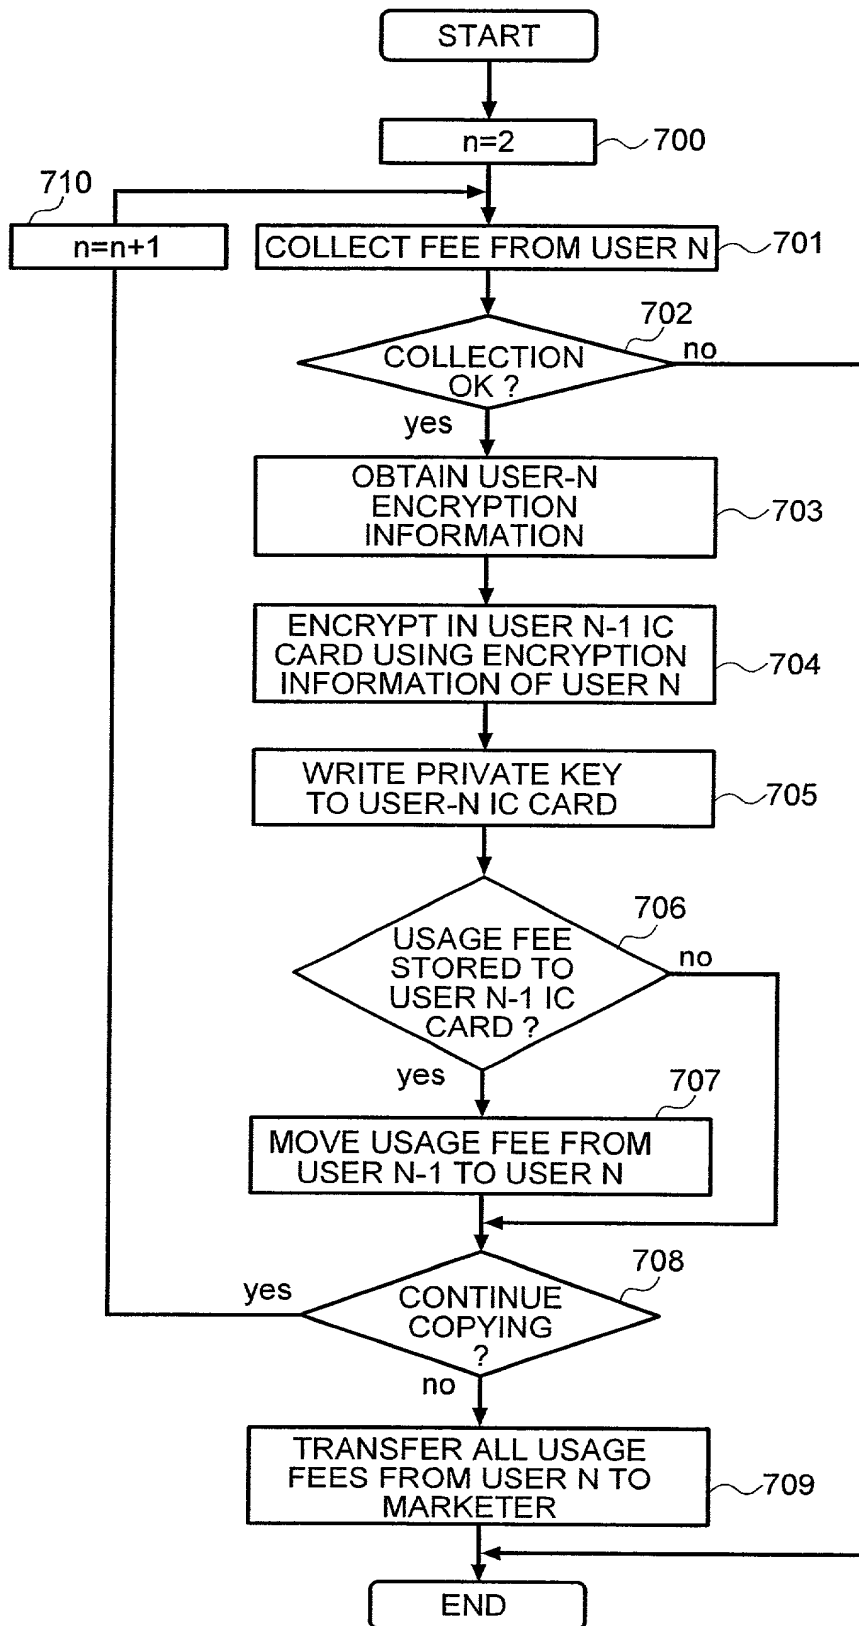 START
n=2
700
710
n=n+1
COLLECT FEE FROM USER N
701
702
COLLECTION
OK ?
no
yes
OBTAIN USER-N
ENCRYPTION
INFORMATION
703
ENCRYPT IN USER N-1 IC
CARD USING ENCRYPTION
INFORMATION OF USER N
704
WRITE PRIVATE KEY
TO USER-N IC CARD
705
706
USAGE FEE
STORED TO
USER N-1 IC
CARD ?
no
yes
707
MOVE USAGE FEE FROM
USER N-1 TO USER N
708
yes
CONTINUE
COPYING
?
no
TRANSFER ALL USAGE
FEES FROM USER N TO
MARKETER
709
END